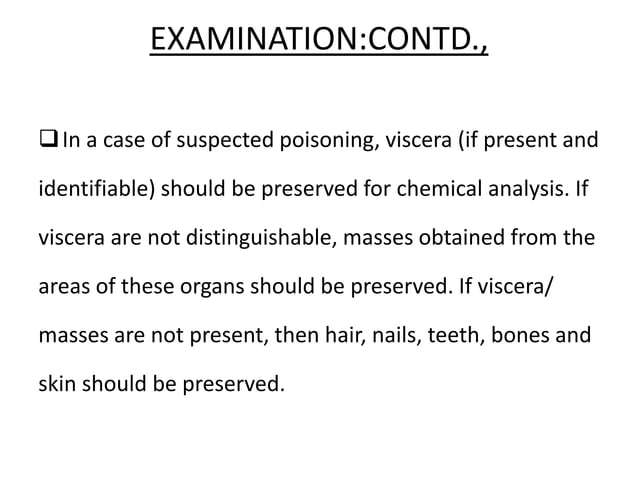 EXAMINATION:CONTD.,
❑In a case of suspected poisoning, viscera (if present and
identifiable) should be preserved for chemical analysis. If
viscera are not distinguishable, masses obtained from the
areas of these organs should be preserved. If viscera/
masses are not present, then hair, nails, teeth, bones and
skin should be preserved.